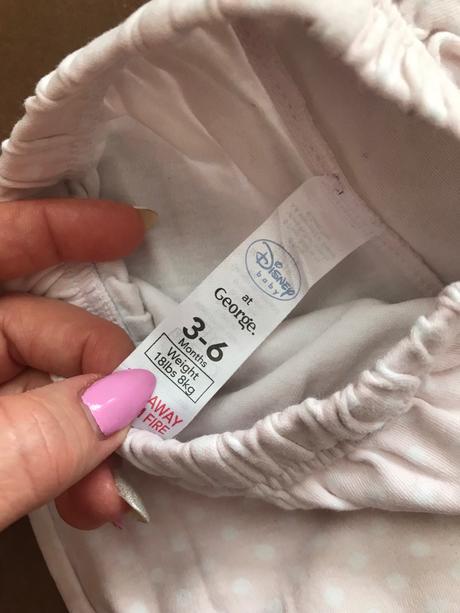 Disney
baby
at
George.
3-6
Months
Weight
18lbs 8kg
AWAY
FIRE